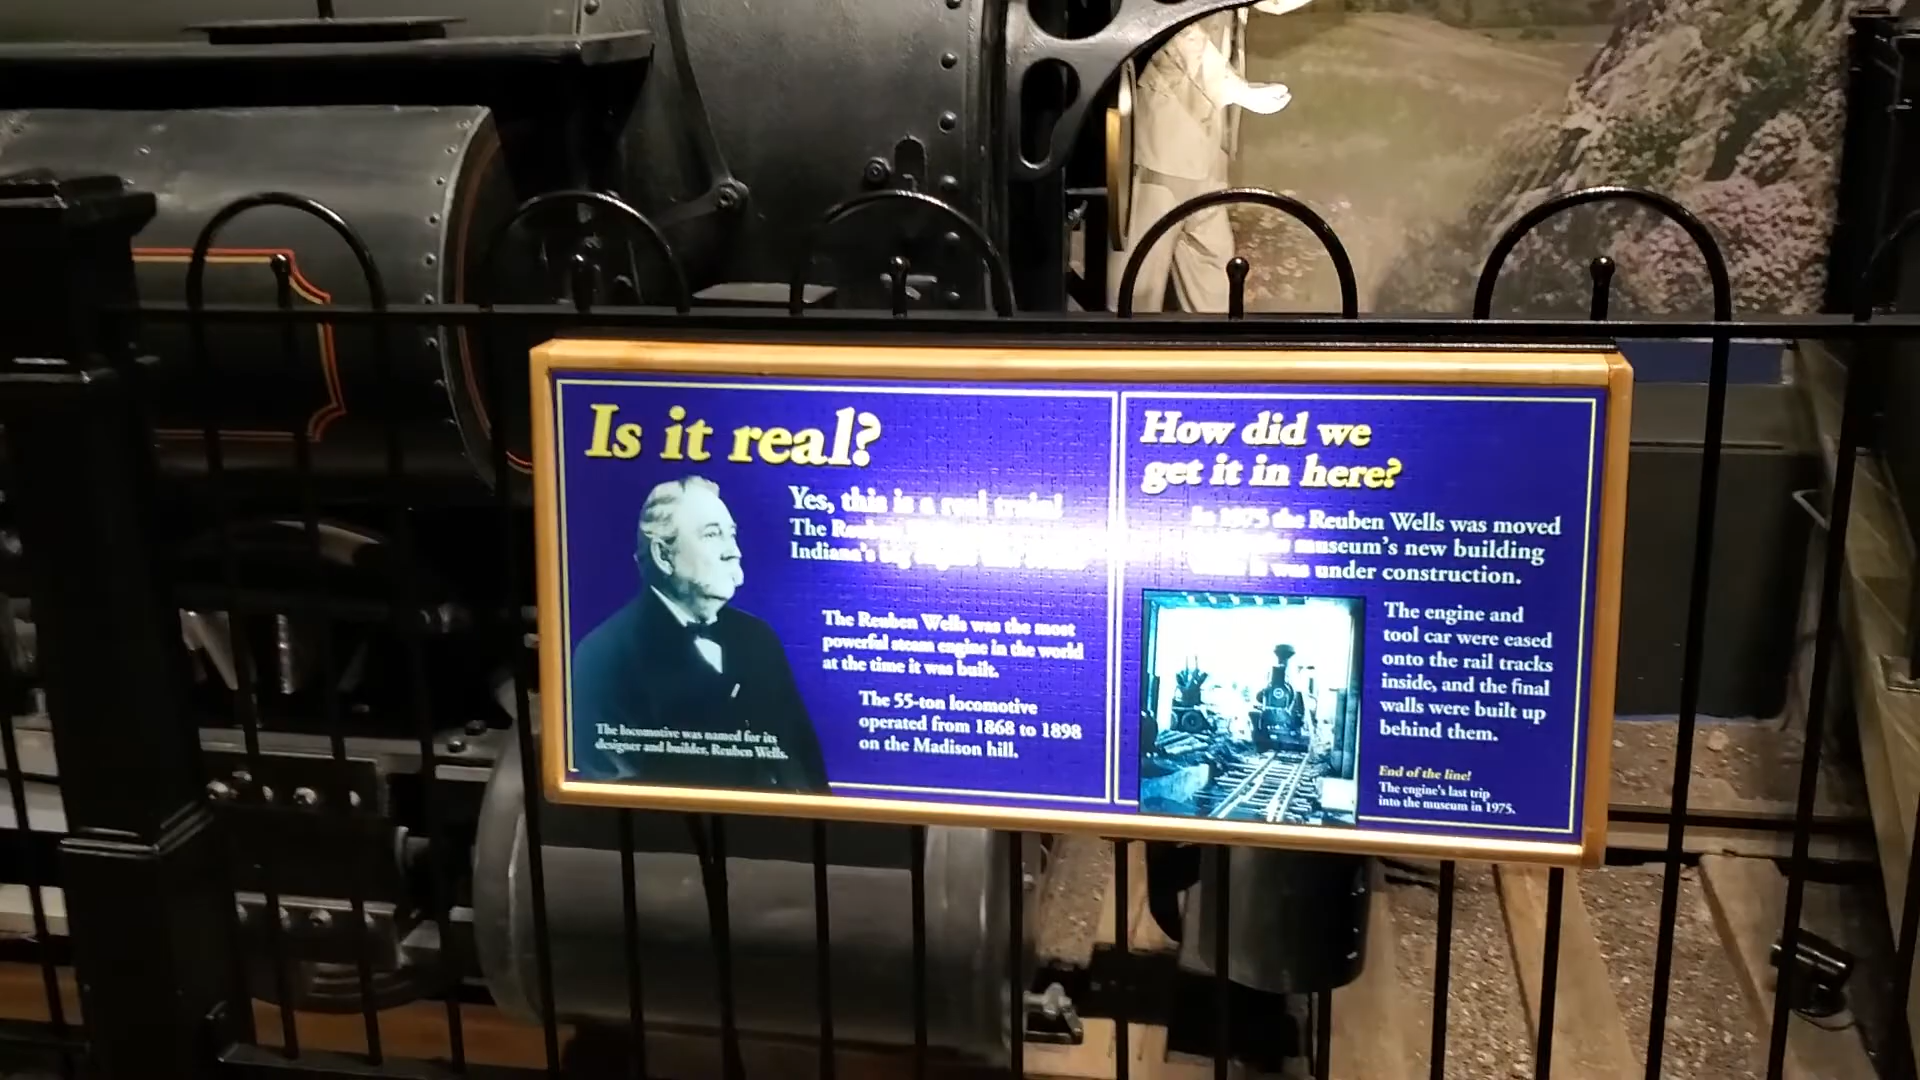 Is it real?
Yes, this is a real train!
The Reuben
Indiana's
The Reuben Wells was the most
powerful steam engine in the world
at the time it was built.
The 55-ton locomotive
operated from 1868 to 1898
on the Madison hill.
The locomotive was named for its
designer and builder, Reuben Wells.
How did we
get it in here?
In 1975 the Reuben Wells was moved
museum's new building
was under construction.
The engine and
tool car were eased
onto the rail tracks
inside, and the final
walls were built up
behind them.
End of the line!
The engine's last trip
into the museum in 1975.